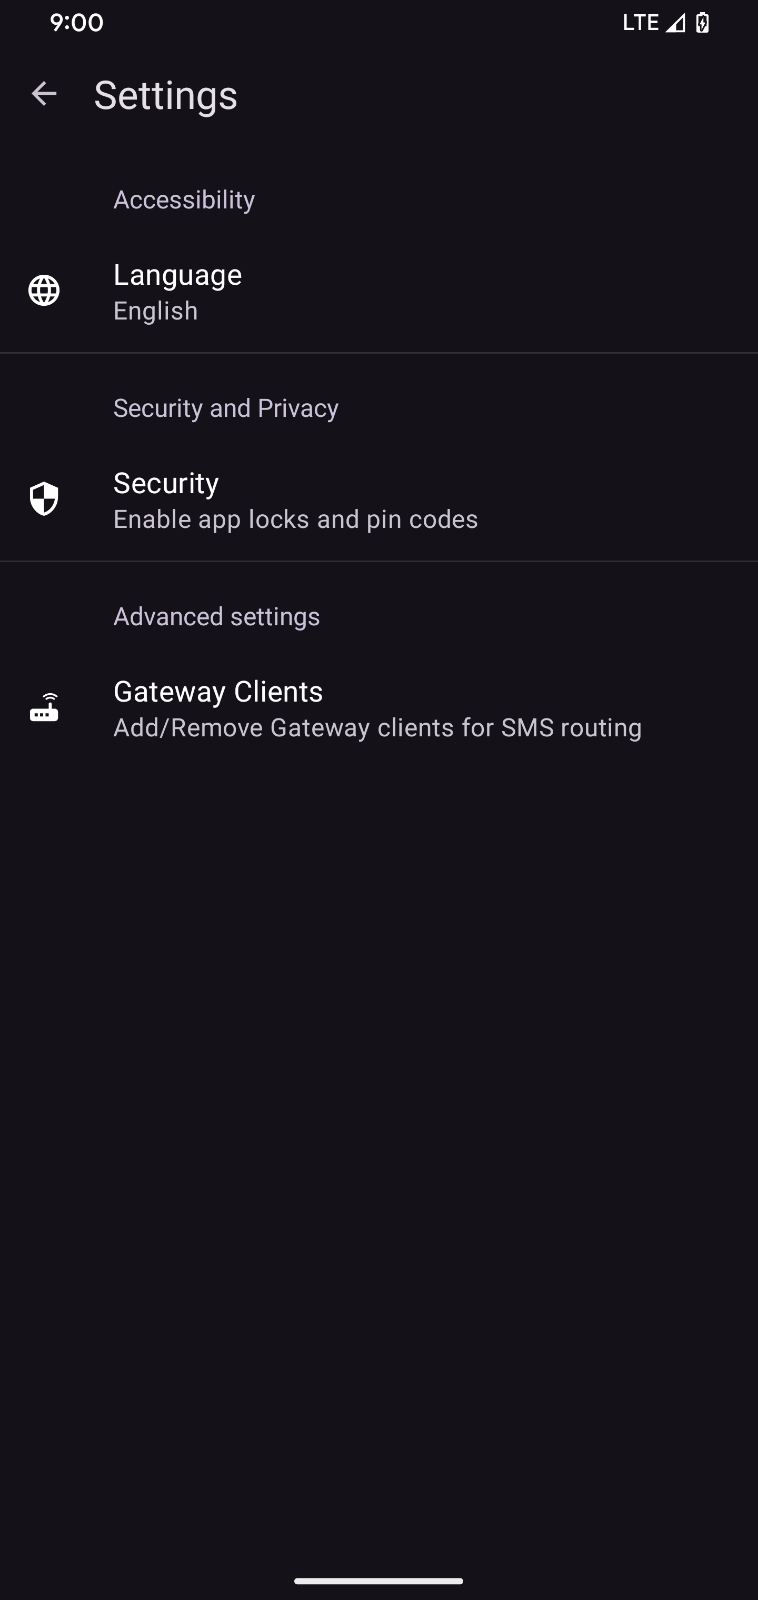 9:00
LTE
Settings
Accessibility
Language
English
Security and Privacy
Security
Enable app locks and pin codes
Advanced settings
Gateway Clients
Add/Remove Gateway clients for SMS routing